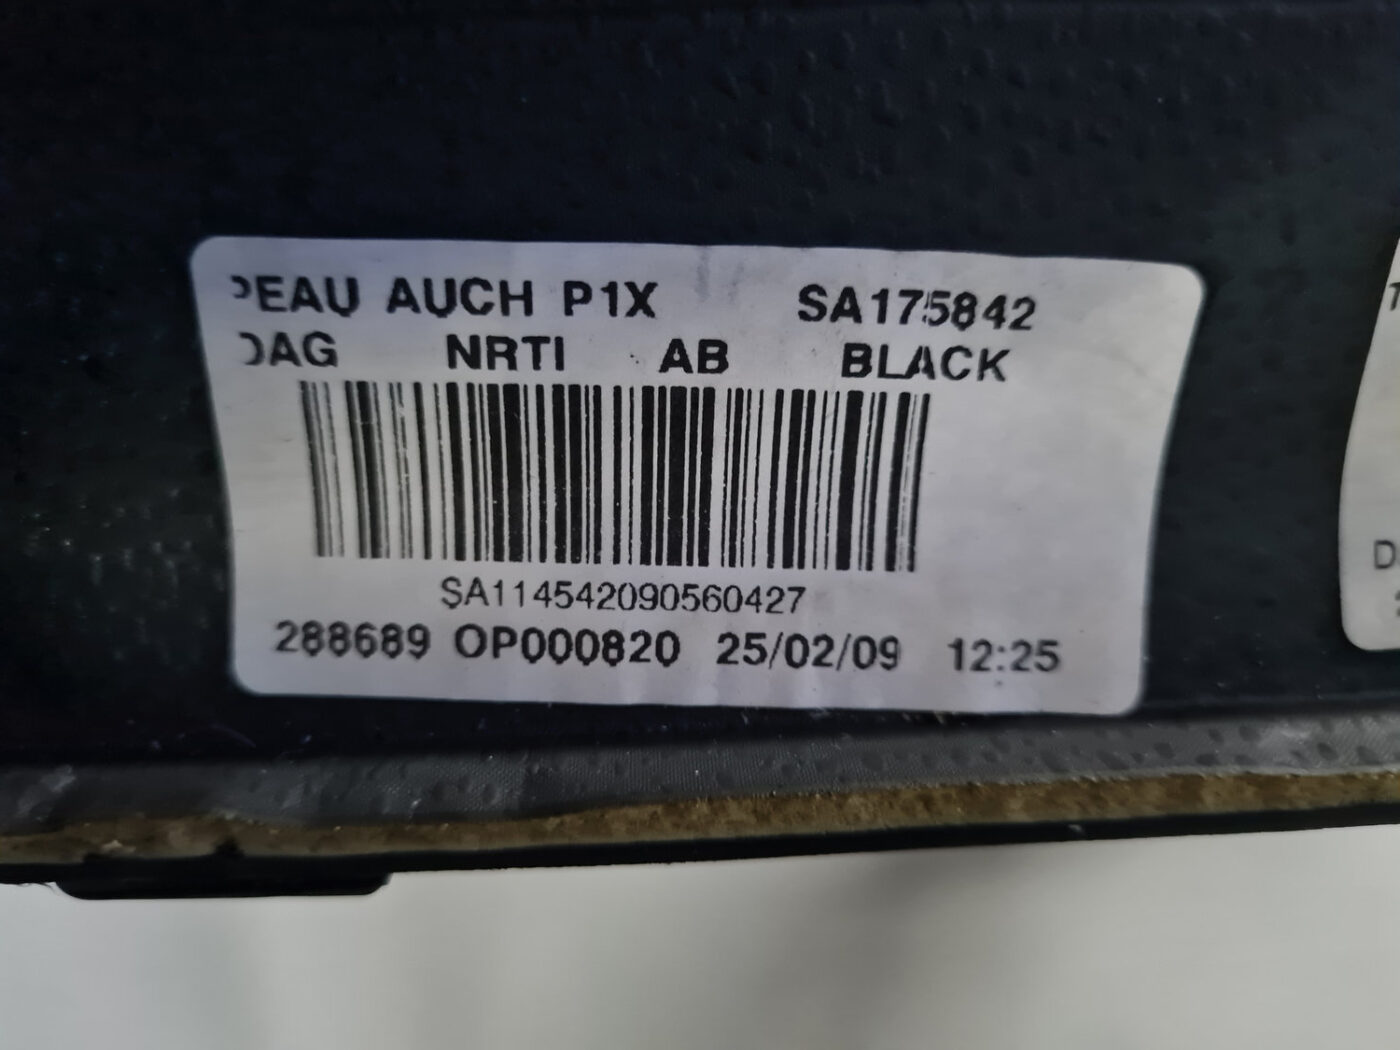 PEAU AUCH P1X SA175842
DAG NRTI AB BLACK
SA114542090560427
288689 OP000820 25/02/09 12:25